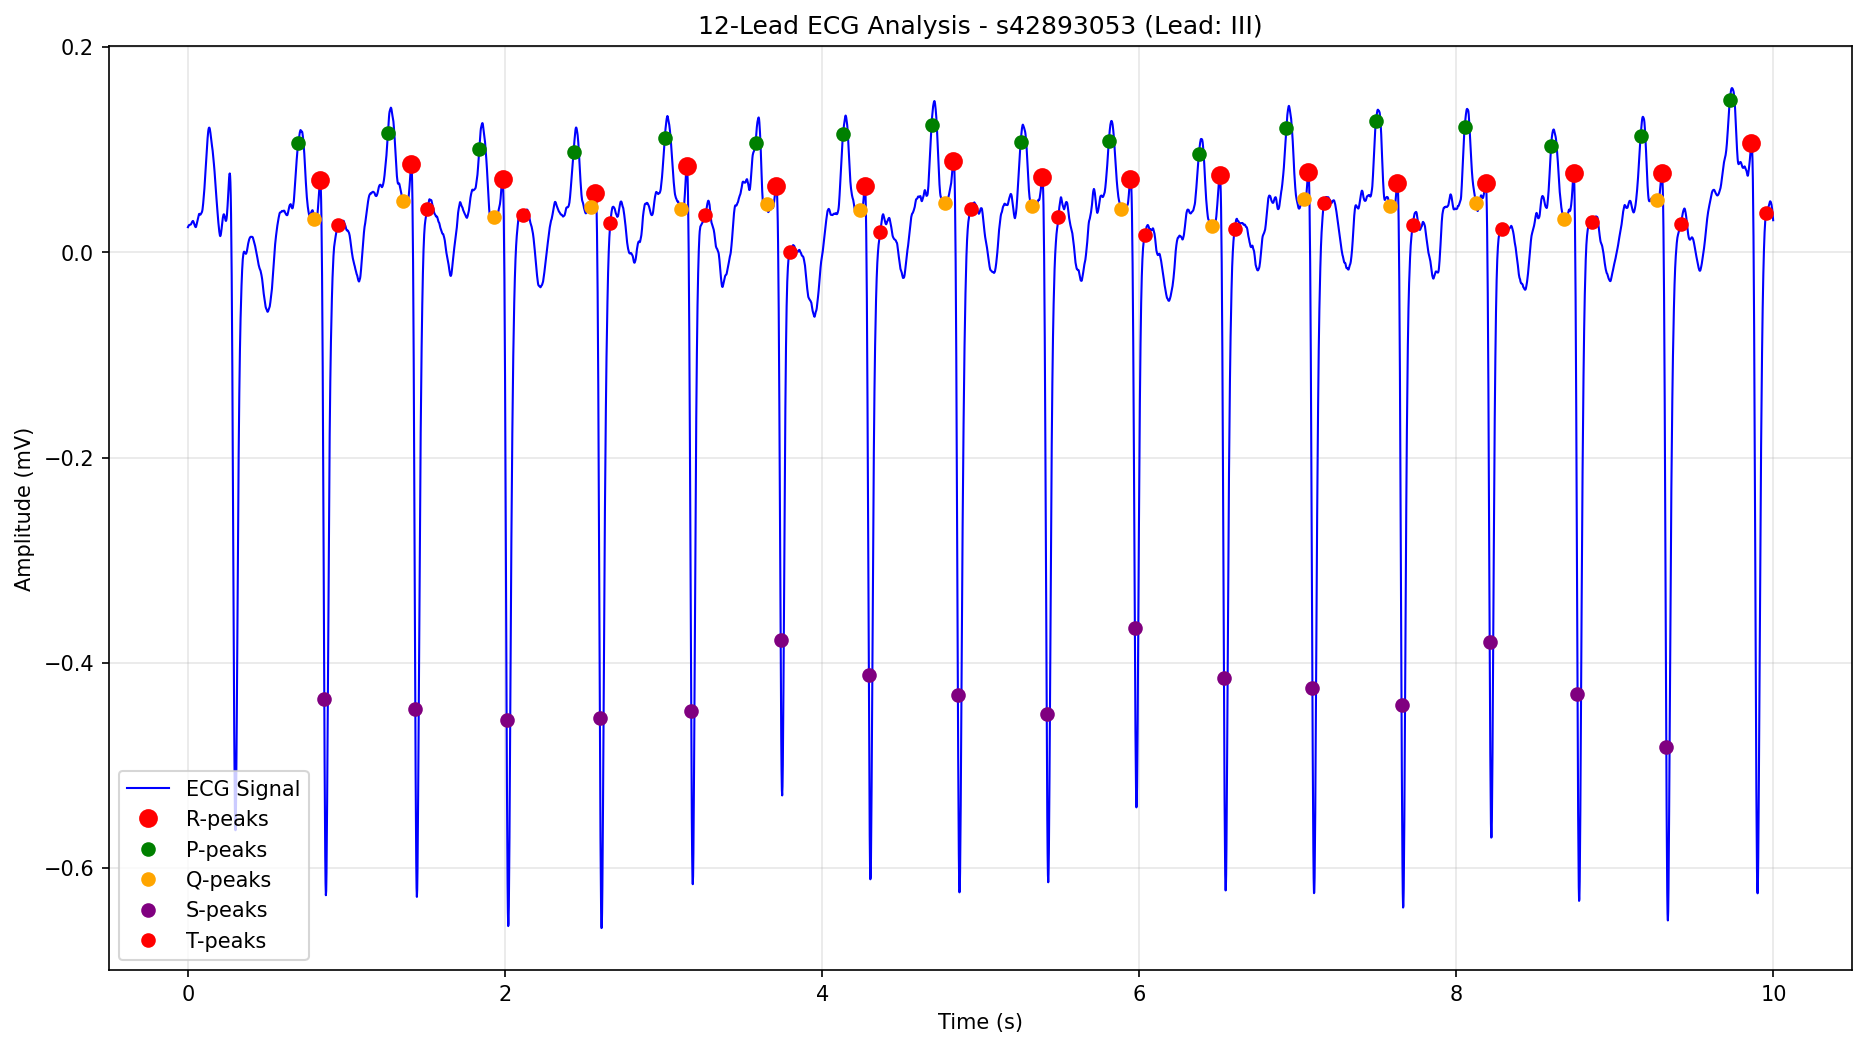 12-Lead ECG Analysis - s42893053 (Lead: III)
0.2
0.0
−0.2
−0.4
−0.6
Amplitude (mV)
ECG Signal
R-peaks
P-peaks
Q-peaks
S-peaks
T-peaks
0 2 4 6 8 10
Time (s)